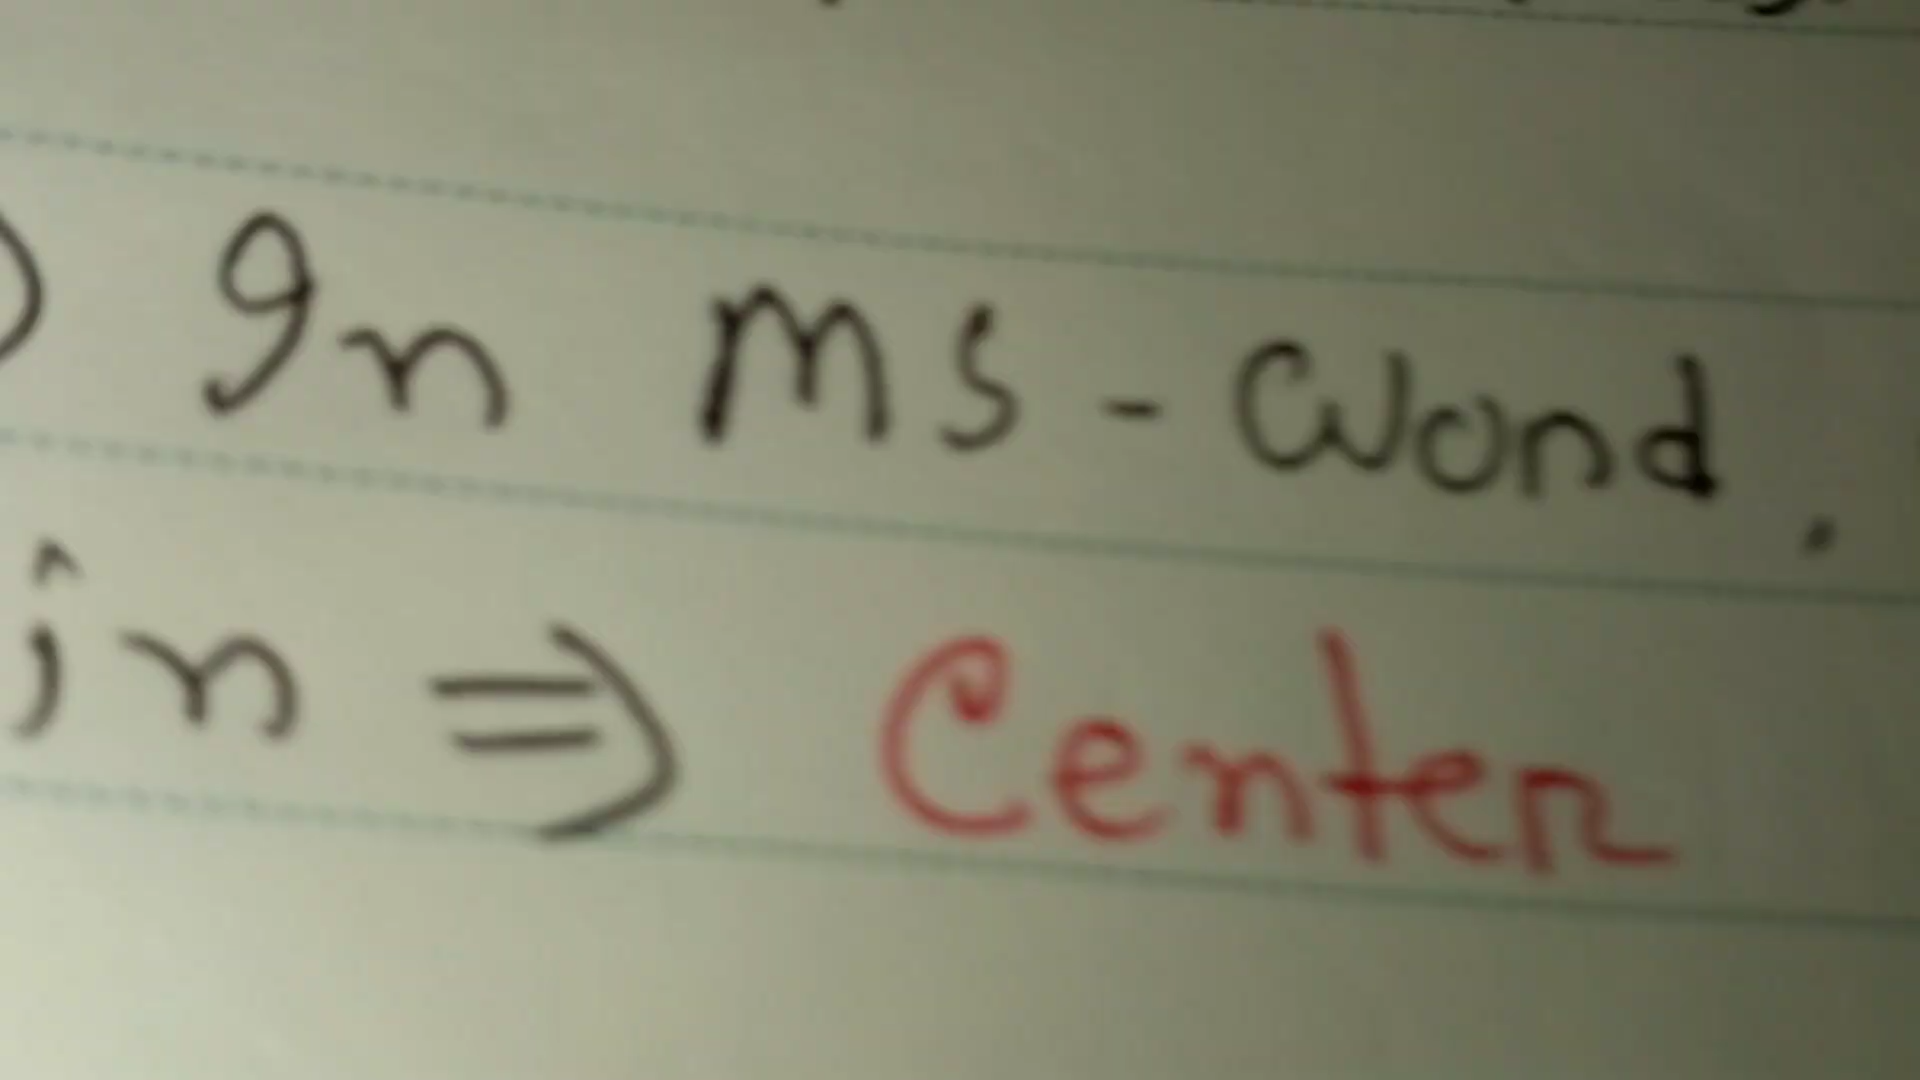 ) In MS - Word.
in ⇒ Center